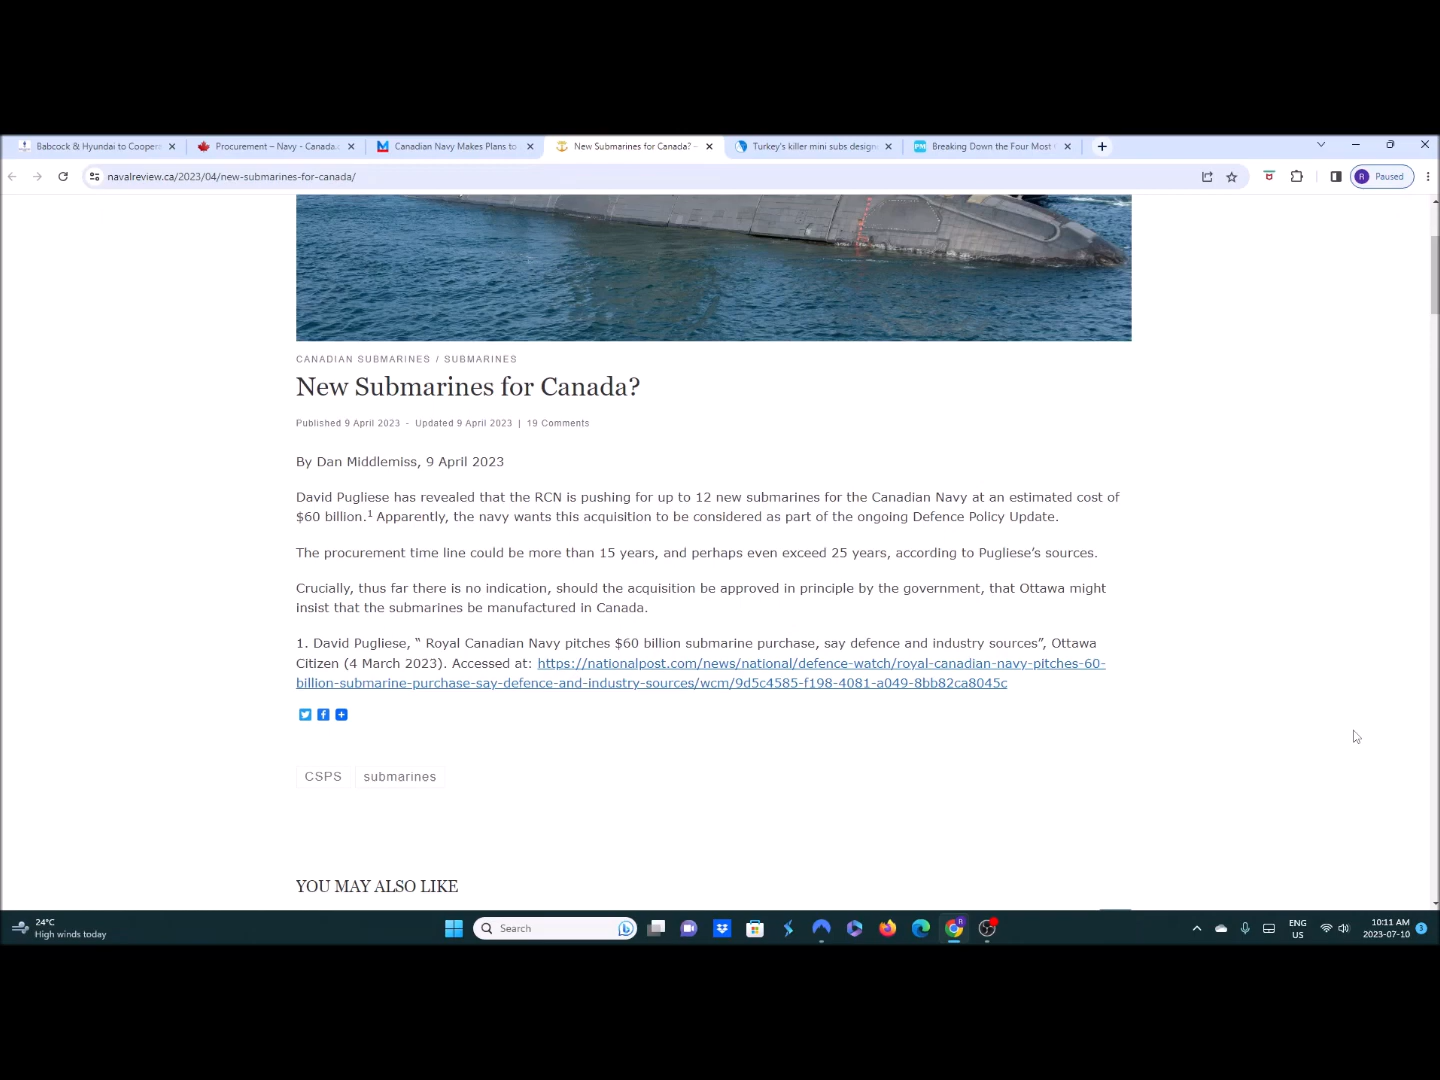 Babcock & Hyundai to Cooper
Procurement – Navy - Canada.
Canadian Navy Makes Plans to
New Submarines for Canada? -
Turkey's killer mini subs design
Breaking Down the Four Most
navalreview.ca/2023/04/new-submarines-for-canada/
R Paused
CANADIAN SUBMARINES / SUBMARINES
New Submarines for Canada?
Published 9 April 2023 - Updated 9 April 2023 | 19 Comments
By Dan Middlemiss, 9 April 2023
David Pugliese has revealed that the RCN is pushing for up to 12 new submarines for the Canadian Navy at an estimated cost of
$60 billion.¹ Apparently, the navy wants this acquisition to be considered as part of the ongoing Defence Policy Update.
The procurement time line could be more than 15 years, and perhaps even exceed 25 years, according to Pugliese’s sources.
Crucially, thus far there is no indication, should the acquisition be approved in principle by the government, that Ottawa might
insist that the submarines be manufactured in Canada.
1. David Pugliese, “ Royal Canadian Navy pitches $60 billion submarine purchase, say defence and industry sources”, Ottawa
Citizen (4 March 2023). Accessed at: https://nationalpost.com/news/national/defence-watch/royal-canadian-navy-pitches-60-
billion-submarine-purchase-say-defence-and-industry-sources/wcm/9d5c4585-f198-4081-a049-8bb82ca8045c
CSPS submarines
YOU MAY ALSO LIKE
24°C
High winds today
Search
ENG
US
10:11 AM
2023-07-10
3